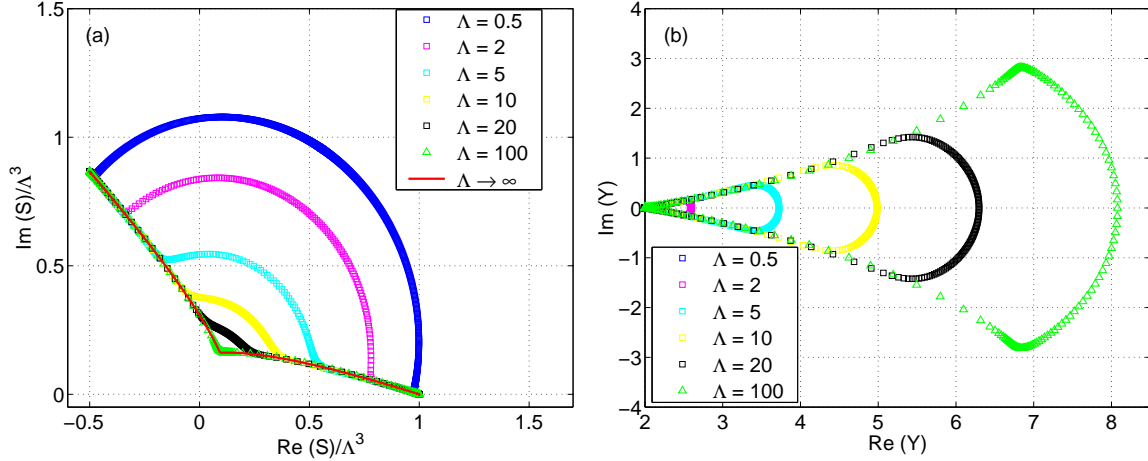 (a)
Im (S)/Λ³
1.5
1
0.5
0
−0.5
0
0.5
1
1.5
Re (S)/Λ³
Λ = 0.5
Λ = 2
Λ = 5
Λ = 10
Λ = 20
Λ = 100
Λ → ∞
(b)
Im (Y)
4
3
2
1
0
−1
−2
−3
−4
2
3
4
5
6
7
8
Re (Y)
Λ = 0.5
Λ = 2
Λ = 5
Λ = 10
Λ = 20
Λ = 100